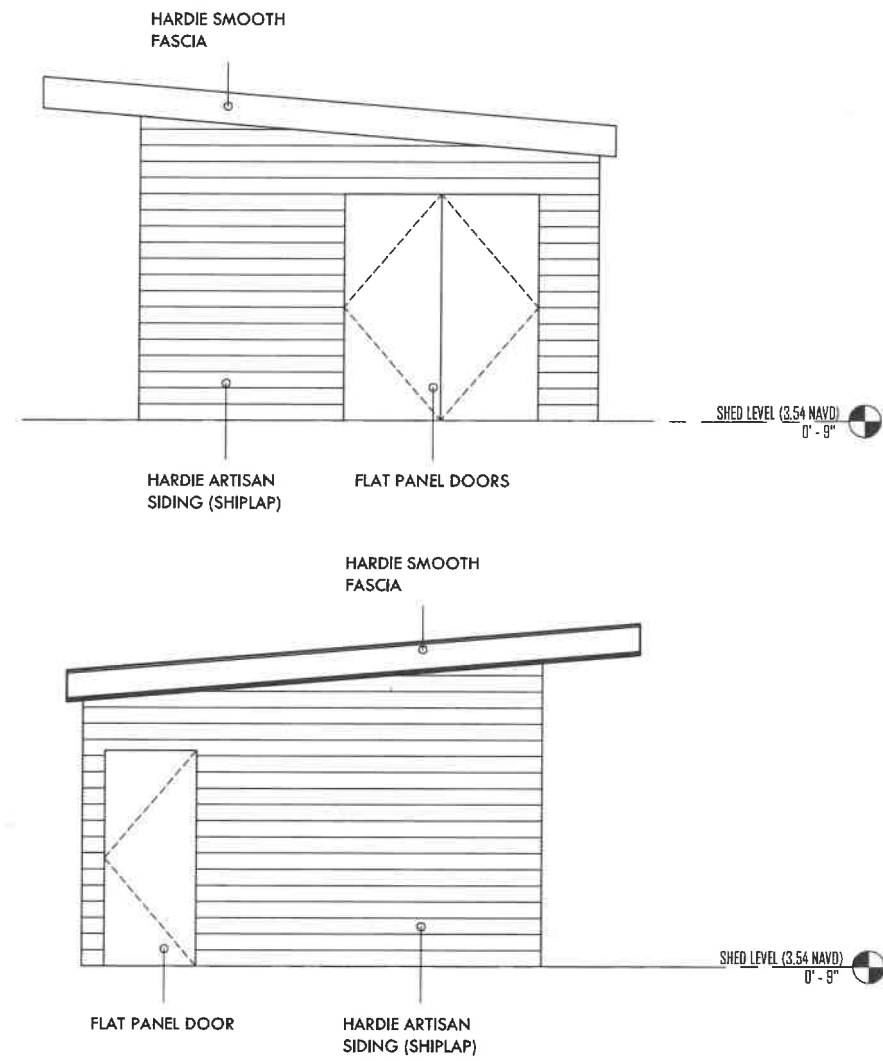 HARDIE SMOOTH
FASCIA
SHED LEVEL (3.54 NAVD)
0' - 9"
HARDIE ARTISAN
SIDING (SHIPLAP)
FLAT PANEL DOORS
HARDIE SMOOTH
FASCIA
SHED LEVEL (3.54 NAVD)
0' - 9"
FLAT PANEL DOOR
HARDIE ARTISAN
SIDING (SHIPLAP)